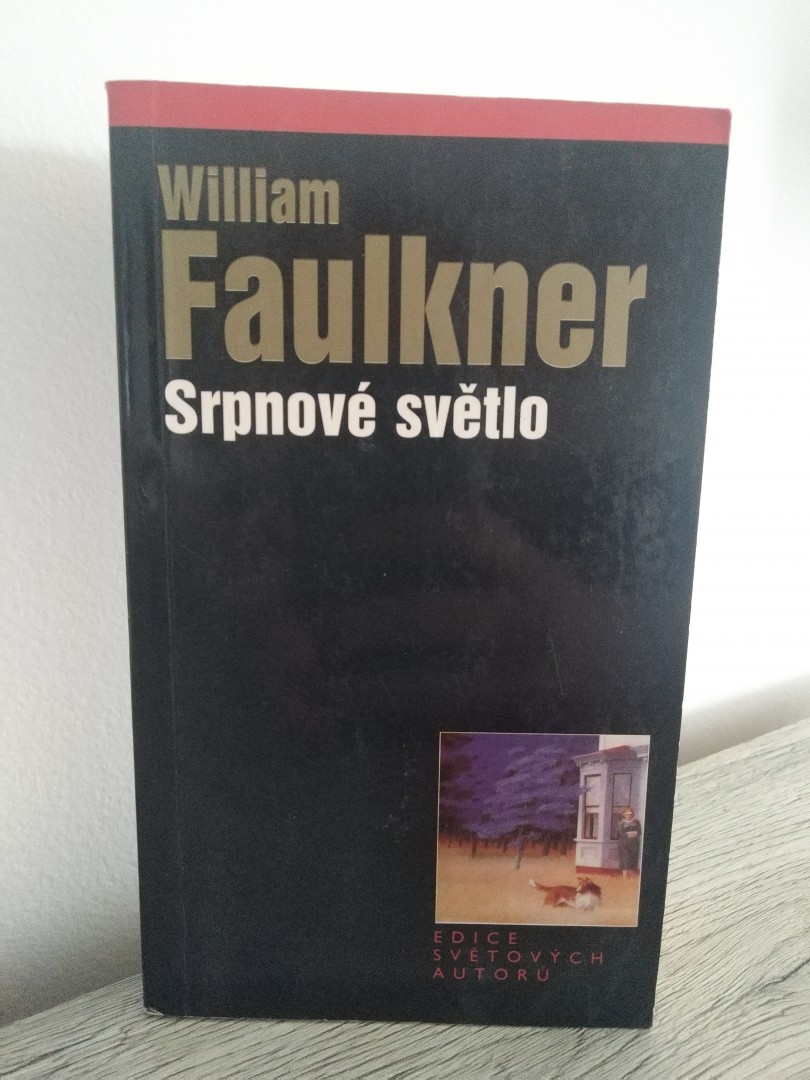 William
Faulkner
Srpnové světlo
EDICE
SVĚTOVÝCH
AUTORŮ